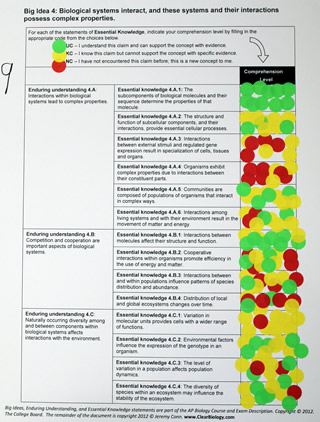 Big Idea 4: Biological systems interact, and these systems and their interactions
possess complex properties.
For each of the statements of Essential Knowledge, indicate your comprehension level by filling in the
appropriate code from the choices below.
UC – I understand this claim and can support the concept with evidence.
KC – I know this claim but cannot support the concept with specific evidence.
NC – I have not encountered this claim before, this is a new concept to me.
9
Comprehension
Level
Enduring understanding 4.A:
Interactions within biological
systems lead to complex properties.
Essential knowledge 4.A.1: The
subcomponents of biological molecules and their
sequence determine the properties of that
molecule.
Essential knowledge 4.A.2: The structure and
function of subcellular components, and their
interactions, provide essential cellular processes.
Essential knowledge 4.A.3: Interactions
between external stimuli and regulated gene
expression result in specialization of cells, tissues
and organs.
Essential knowledge 4.A.4: Organisms exhibit
complex properties due to interactions between
their constituent parts.
Essential knowledge 4.A.5: Communities are
composed of populations of organisms that interact
in complex ways.
Essential knowledge 4.A.6: Interactions among
living systems and with their environment result in the
movement of matter and energy
Enduring understanding 4.B:
Competition and cooperation are
important aspects of biological
systems.
Essential knowledge 4.B.1: Interactions between
molecules affect their structure and function.
Essential knowledge 4.B.2: Cooperative
interactions within organisms promote efficiency in
the use of energy and matter.
Essential knowledge 4.B.3: Interactions between
and within populations influence patterns of species
distribution and abundance.
Essential knowledge 4.B.4: Distribution of local
and global ecosystems changes over time.
Enduring understanding 4.C:
Naturally occurring diversity among
and between components within
biological systems affects
interactions with the environment.
Essential knowledge 4.C.1: Variation in
molecular units provides cells with a wider range
of functions.
Essential knowledge 4.C.2: Environmental factors
influence the expression of the genotype in an
organism.
Essential knowledge 4.C.3: The level of
variation in a population affects population
dynamics.
Essential knowledge 4.C.4: The diversity of
species within an ecosystem may influence the
stability of the ecosystem.
Big Ideas, Enduring Understanding, and Essential Knowledge statements are part of the AP Biology Course and Exam Description. Copyright © 2012.
The College Board. The remainder of the document is copyright 2012 © Jeremy Conn: www.ClearBiology.com